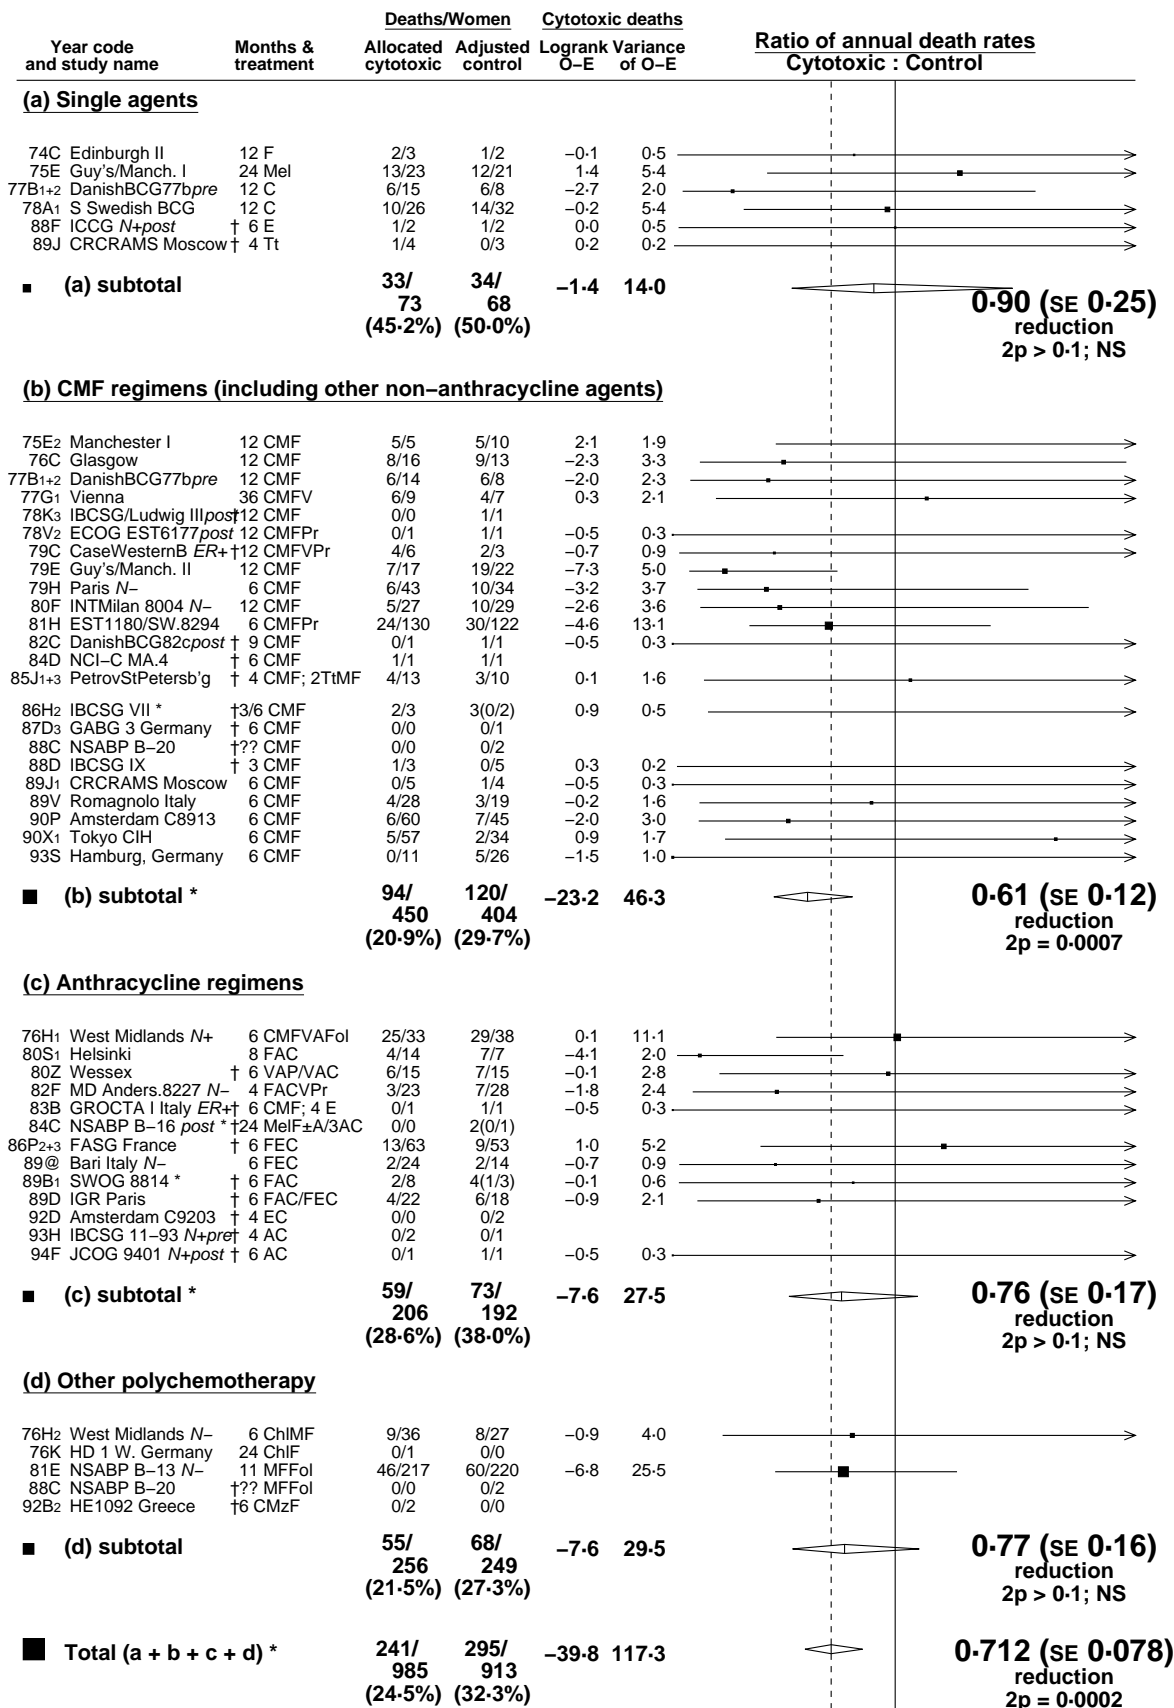 Deaths/Women Cytotoxic deaths
Year code Months & Allocated Adjusted Logrank Variance Ratio of annual death rates
and study name treatment cytotoxic control O–E of O–E Cytotoxic : Control
(a) Single agents
74C Edinburgh II 12 F 2/3 1/2 –0·1 0·5
75E Guy's/Manch. I 24 Mel 13/23 12/21 1·4 5·4
77B1+2 DanishBCG77bpre 12 C 6/15 6/8 –2·7 2·0
78A1 S Swedish BCG 12 C 10/26 14/32 –0·2 5·4
88F ICCG N+post † 6 E 1/2 1/2 0·0 0·5
89J CRCRAMS Moscow † 4 Tt 1/4 0/3 0·2 0·2
(a) subtotal 33/ 34/ –1·4 14·0
73 68 0·90 (SE 0·25)
(45·2%) (50·0%) reduction
2p > 0·1; NS
(b) CMF regimens (including other non–anthracycline agents)
75E2 Manchester I 12 CMF 5/5 5/10 2·1 1·9
76C Glasgow 12 CMF 8/16 9/13 –2·3 3·3
77B1+2 DanishBCG77bpre 12 CMF 6/14 6/8 –2·0 2·3
77G1 Vienna 36 CMFV 6/9 4/7 0·3 2·1
78K3 IBCSG/Ludwig IIIpost †12 CMF 0/0 1/1
78V2 ECOG EST6177post 12 CMFPr 0/1 1/1 –0·5 0·3
79C CaseWesternB ER+ †12 CMFVPr 4/6 2/3 –0·7 0·9
79E Guy's/Manch. II 12 CMF 7/17 19/22 –7·3 5·0
79H Paris N– 6 CMF 6/43 10/34 –3·2 3·7
80F INTMilan 8004 N– 12 CMF 5/27 10/29 –2·6 3·6
81H EST1180/SW.8294 6 CMFPr 24/130 30/122 –4·6 13·1
82C DanishBCG82cpost † 9 CMF 0/1 1/1 –0·5 0·3
84D NCI–C MA.4 † 6 CMF 1/1 1/1
85J1+3 PetrovStPetersb'g † 4 CMF; 2TtMF 4/13 3/10 0·1 1·6
86H2 IBCSG VII * †3/6 CMF 2/3 3(0/2) 0·9 0·5
87D3 GABG 3 Germany † 6 CMF 0/0 0/1
88C NSABP B–20 †?? CMF 0/0 0/2
88D IBCSG IX † 3 CMF 1/3 0/5 0·3 0·2
89J1 CRCRAMS Moscow 6 CMF 0/5 1/4 –0·5 0·3
89V Romagnolo Italy 6 CMF 4/28 3/19 –0·2 1·6
90P Amsterdam C8913 6 CMF 6/60 7/45 –2·0 3·0
90X1 Tokyo CIH 6 CMF 5/57 2/34 0·9 1·7
93S Hamburg, Germany 6 CMF 0/11 5/26 –1·5 1·0
(b) subtotal * 94/ 120/ –23·2 46·3 0·61 (SE 0·12)
450 404 reduction
(20·9%) (29·7%) 2p = 0·0007
(c) Anthracycline regimens
76H1 West Midlands N+ 6 CMFVAFol 25/33 29/38 0·1 11·1
80S1 Helsinki 8 FAC 4/14 7/7 –4·1 2·0
80Z Wessex † 6 VAP/VAC 6/15 7/15 –0·1 2·8
82F MD Anders.8227 N– 4 FACVPr 3/23 7/28 –1·8 2·4
83B GROCTA I Italy ER+ † 6 CMF; 4 E 0/1 1/1 –0·5 0·3
84C NSABP B–16 post * †24 MelF±A/3AC 0/0 2(0/1)
86P2+3 FASG France † 6 FEC 13/63 9/53 1·0 5·2
89@ Bari Italy N– 6 FEC 2/24 2/14 –0·7 0·9
89B1 SWOG 8814 * † 6 FAC 2/8 4(1/3) –0·1 0·6
89D IGR Paris † 6 FAC/FEC 4/22 6/18 –0·9 2·1
92D Amsterdam C9203 † 4 EC 0/0 0/2
93H IBCSG 11–93 N+pre † 4 AC 0/2 0/1
94F JCOG 9401 N+post † 6 AC 0/1 1/1 –0·5 0·3
(c) subtotal * 59/ 73/ –7·6 27·5 0·76 (SE 0·17)
206 192 reduction
(28·6%) (38·0%) 2p > 0·1; NS
(d) Other polychemotherapy
76H2 West Midlands N– 6 ChlMF 9/36 8/27 –0·9 4·0
76K HD 1 W. Germany 24 ChlF 0/1 0/0
81E NSABP B–13 N– 11 MFFol 46/217 60/220 –6·8 25·5
88C NSABP B–20 †?? MFFol 0/0 0/2
92B2 HE1092 Greece †6 CMzF 0/2 0/0
(d) subtotal 55/ 68/ –7·6 29·5 0·77 (SE 0·16)
256 249 reduction
(21·5%) (27·3%) 2p > 0·1; NS
Total (a + b + c + d) * 241/ 295/ –39·8 117·3 0·712 (SE 0·078)
985 913 reduction
(24·5%) (32·3%) 2p = 0·0002